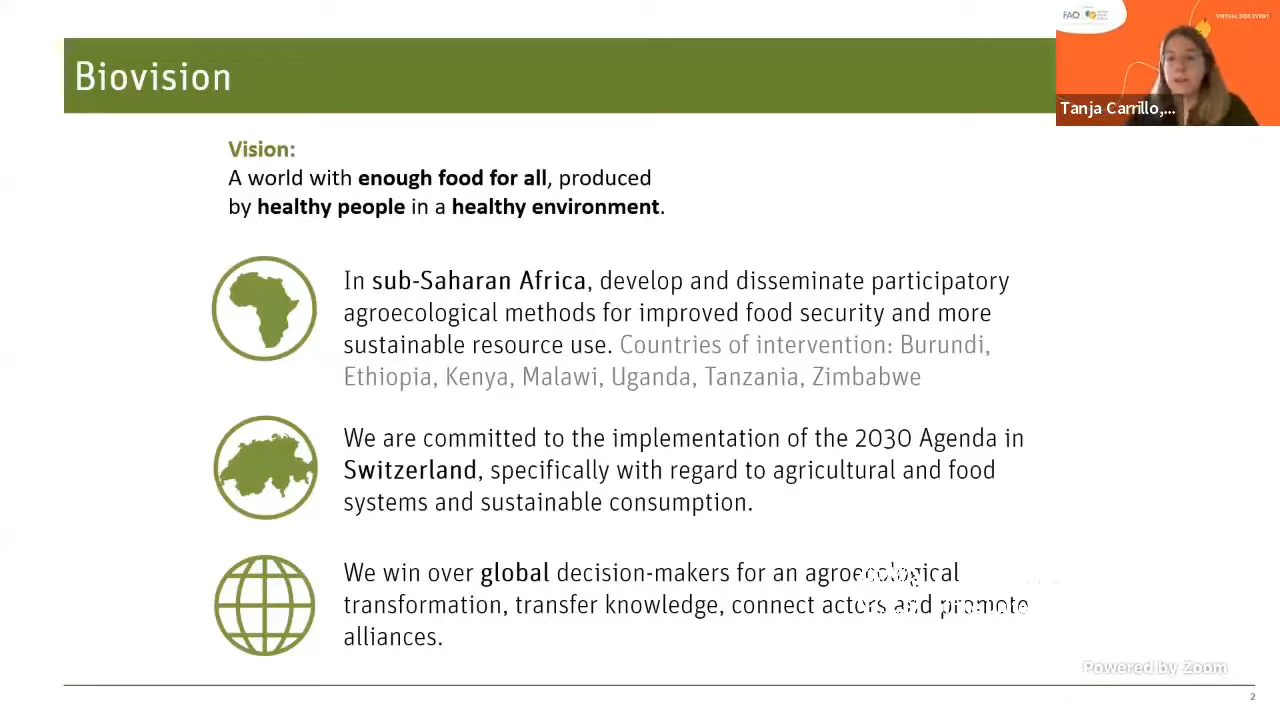 Biovision
FAO
VIRTUAL SIDE EVENT
Tanja Carrillo,...
Vision:
A world with enough food for all, produced
by healthy people in a healthy environment.
In sub-Saharan Africa, develop and disseminate participatory
agroecological methods for improved food security and more
sustainable resource use. Countries of intervention: Burundi,
Ethiopia, Kenya, Malawi, Uganda, Tanzania, Zimbabwe
We are committed to the implementation of the 2030 Agenda in
Switzerland, specifically with regard to agricultural and food
systems and sustainable consumption.
We win over global decision-makers for an agroecological
transformation, transfer knowledge, connect actors and promote
alliances.
Powered by Zoom
2